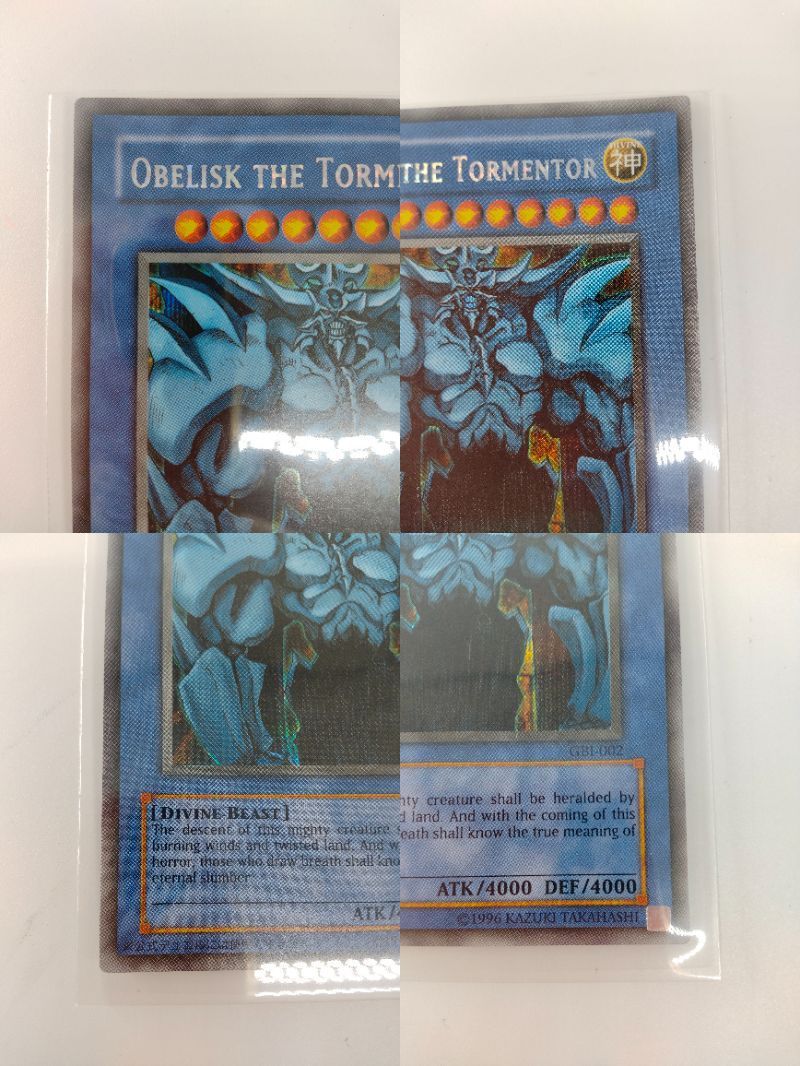 OBELISK THE TORM
THE TORMENTOR
DIVINE
神
GBI-002
[DIVINE-BEAST]
The descent of this mighty creature
burning winds and twisted land. And w
horror, those who draw breath shall kno
eternal slumber
ATK/4
nty creature shall be heralded by
d land. And with the coming of this
eath shall know the true meaning of
ATK/4000 DEF/4000
©1996 KAZUKI TAKAHASHI